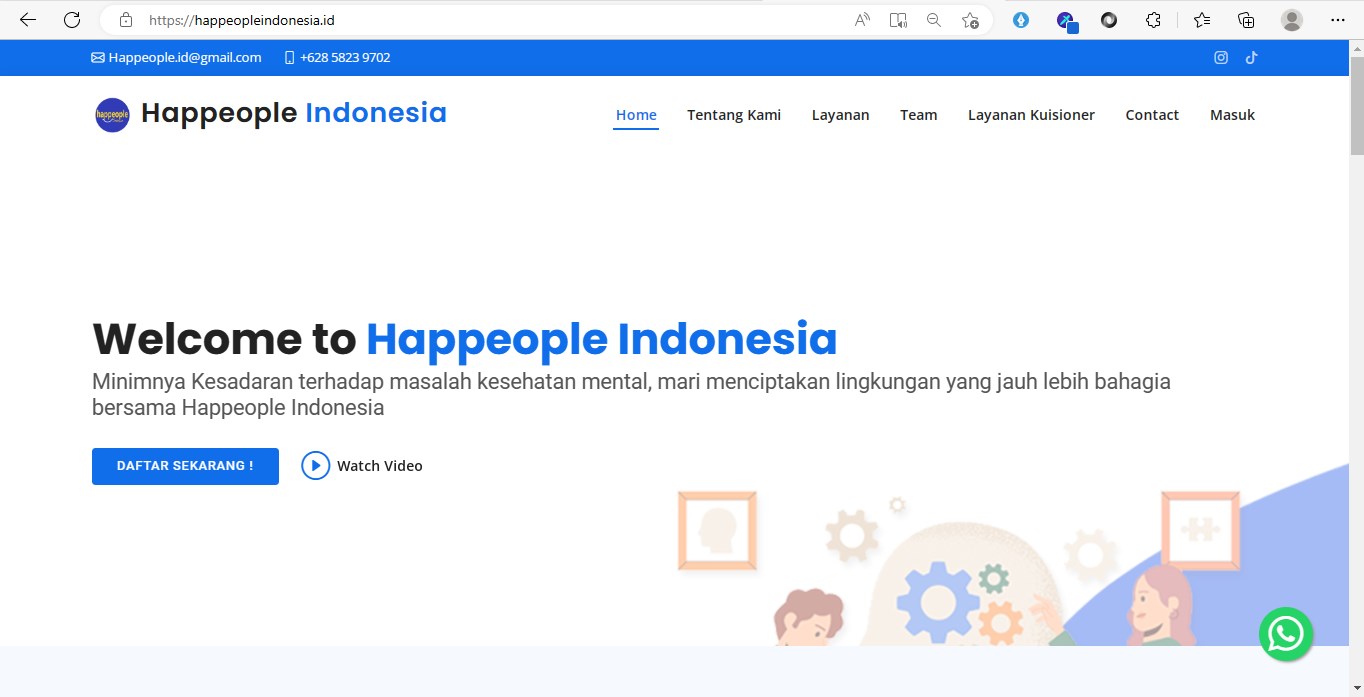 https://happeopleindonesia.id
Happeople.id@gmail.com +628 5823 9702
happeople
Happeople Indonesia
Home Tentang Kami Layanan Team Layanan Kuisioner Contact Masuk
Welcome to Happeople Indonesia
Minimnya Kesadaran terhadap masalah kesehatan mental, mari menciptakan lingkungan yang jauh lebih bahagia
bersama Happeople Indonesia
DAFTAR SEKARANG ! Watch Video